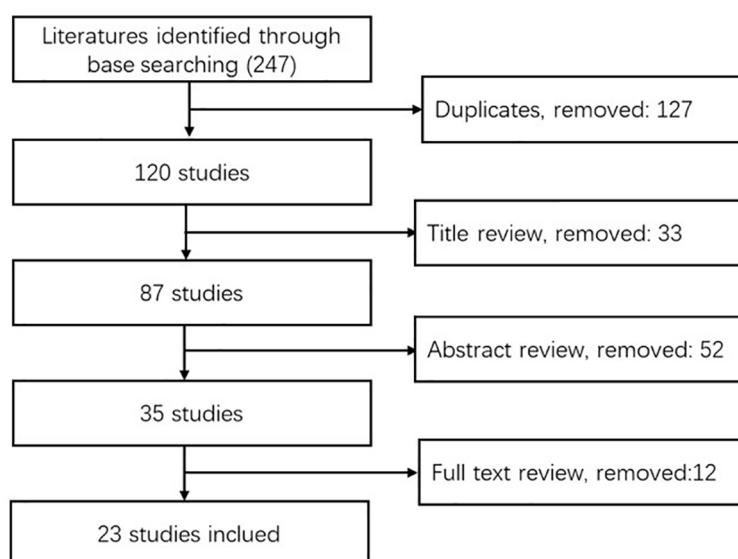 Literatures identified through
base searching (247)
Duplicates, removed: 127
120 studies
Title review, removed: 33
87 studies
Abstract review, removed: 52
35 studies
Full text review, removed:12
23 studies inclued